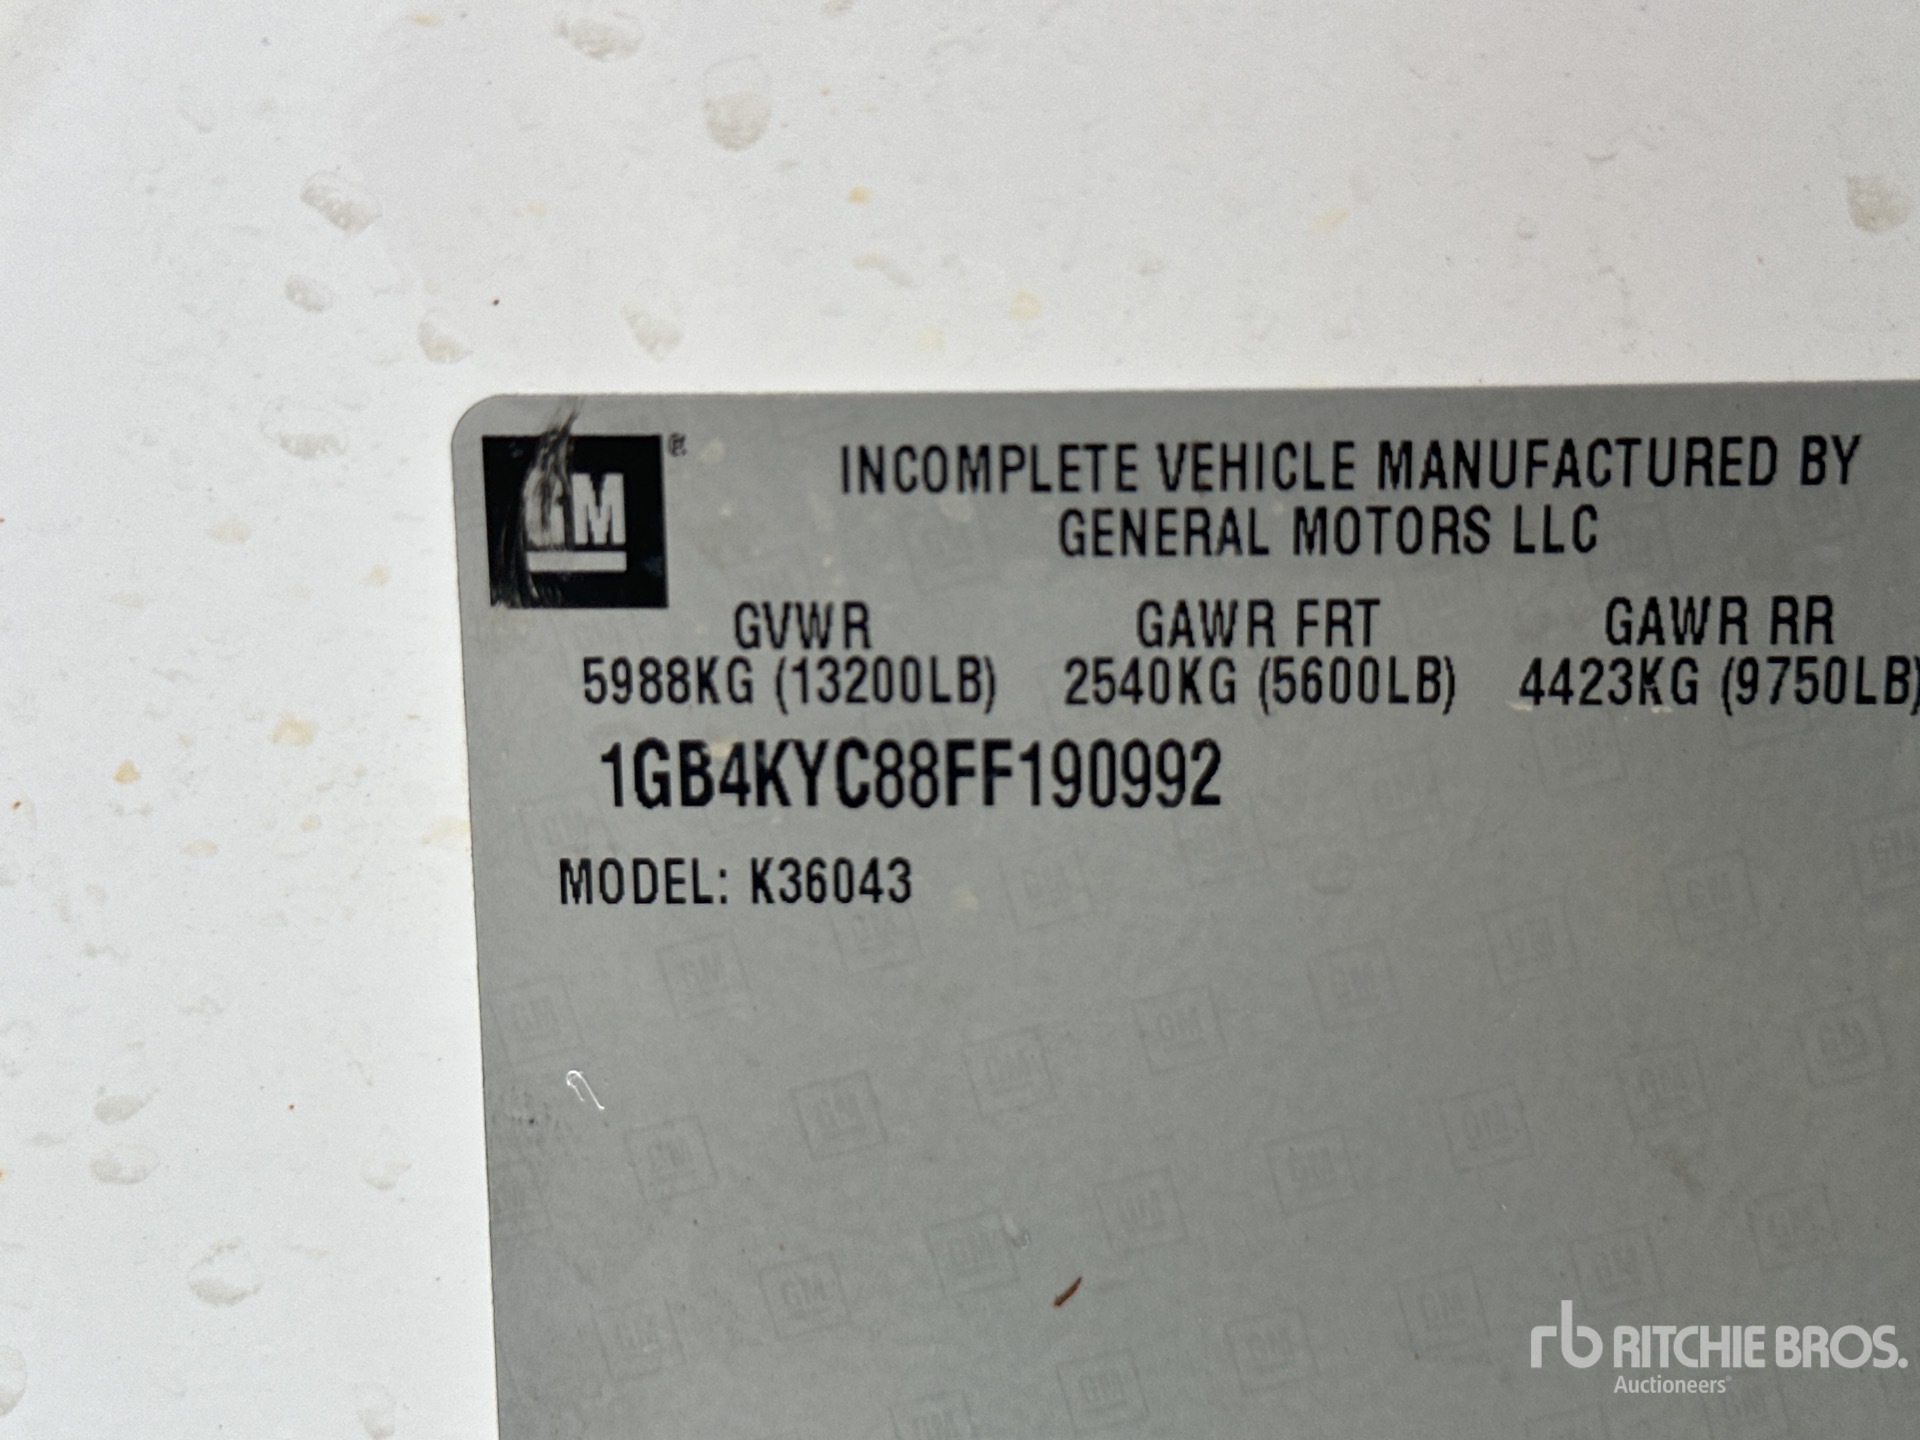 GM®
INCOMPLETE VEHICLE MANUFACTURED BY
GENERAL MOTORS LLC
GVWR GAWR FRT GAWR RR
5988KG (13200LB) 2540KG (5600LB) 4423KG (9750LB)
1GB4KYC88FF190992
MODEL: K36043
rb RITCHIE BROS.
Auctioneers